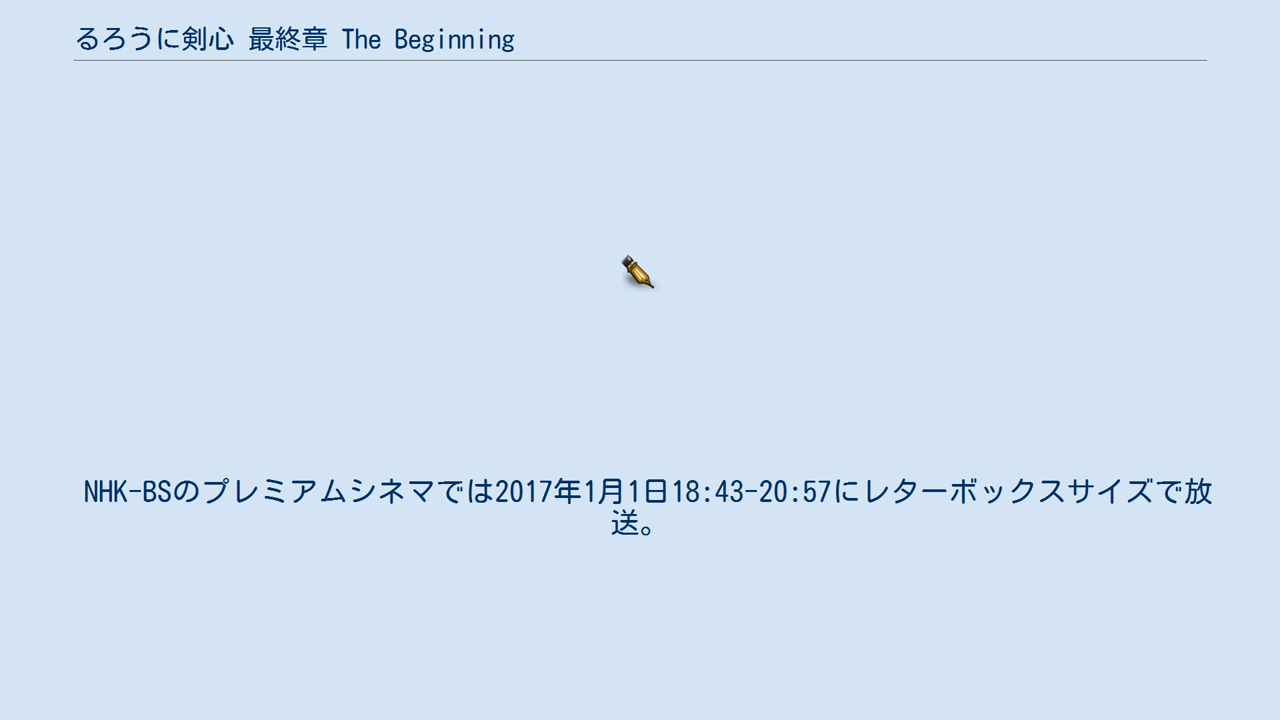 るろうに剣心 最終章 The Beginning
NHK-BSのプレミアムシネマでは2017年1月1日18:43-20:57にレターボックスサイズで放
送。